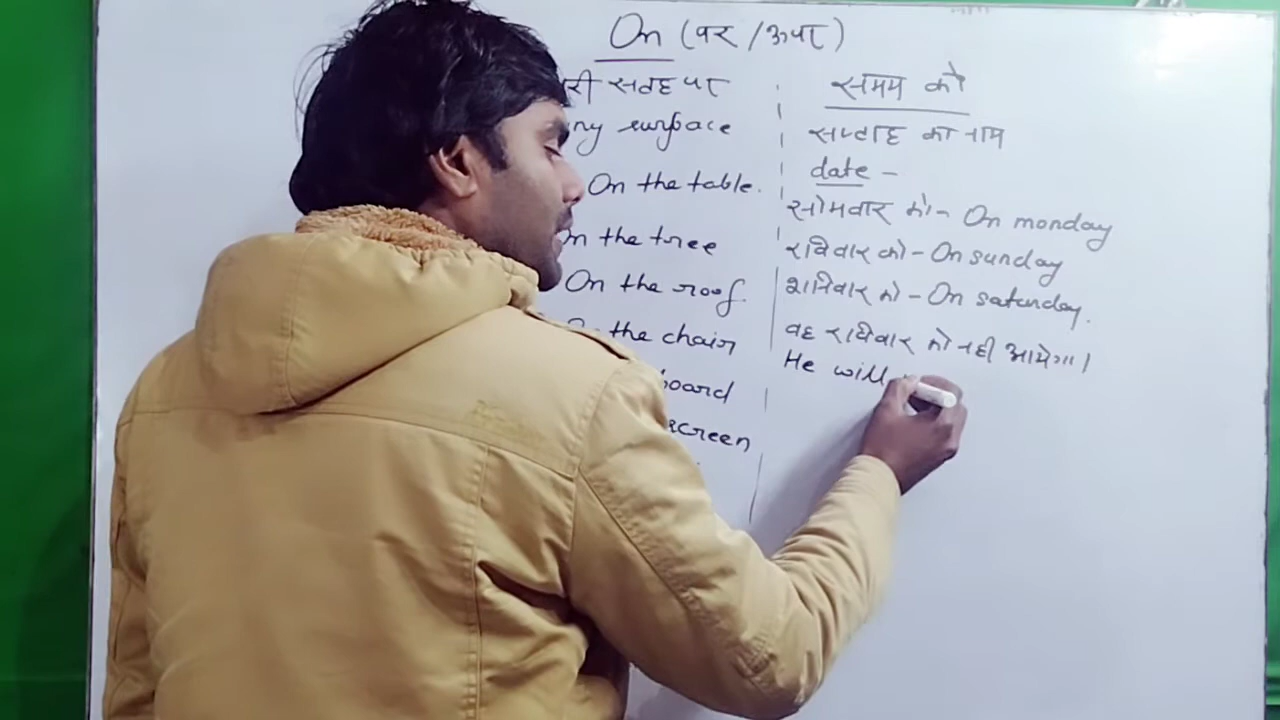 On (पर / ऊपर)
री सतह पर
ny surface
On the table.
n the tree
On the roof
the chair
board
screen
समय को
सप्ताह का नाम
date -
सोमवार को - On monday
रविवार को - On sunday
शनिवार को - On saturday.
वह रविवार को नही आयेगा।
He will